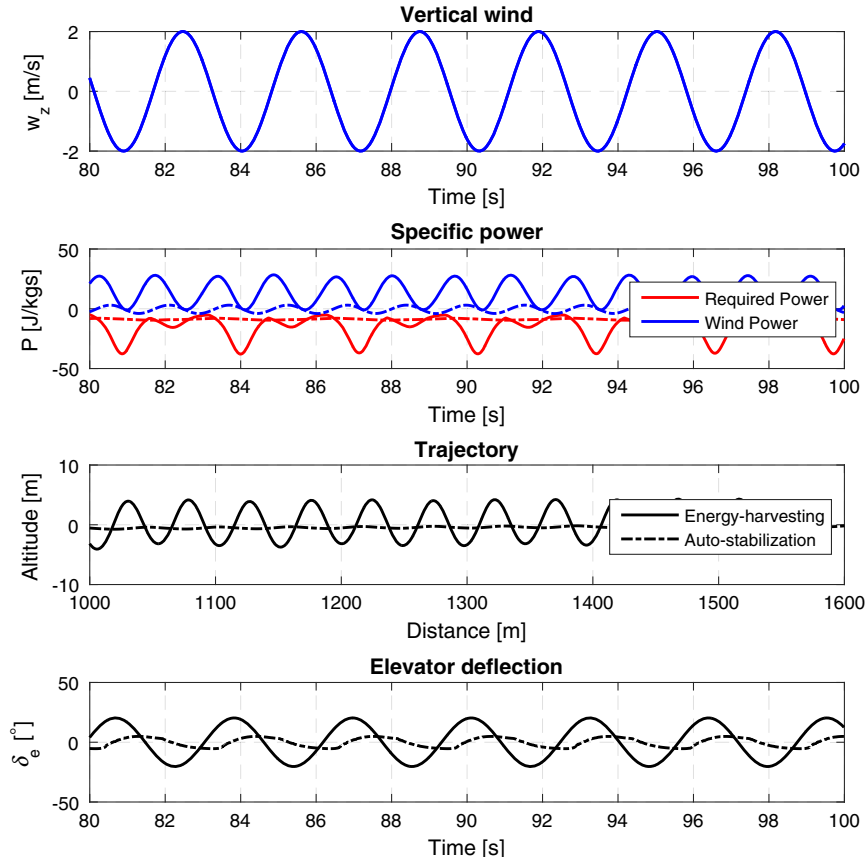 Vertical wind
w_z [m/s]
2
0
-2
80 82 84 86 88 90 92 94 96 98 100
Time [s]
Specific power
P [J/kgs]
50
0
-50
Required Power
Wind Power
80 82 84 86 88 90 92 94 96 98 100
Time [s]
Trajectory
Altitude [m]
10
0
-10
Energy-harvesting
Auto-stabilization
1000 1100 1200 1300 1400 1500 1600
Distance [m]
Elevator deflection
δ_e [°]
50
0
-50
80 82 84 86 88 90 92 94 96 98 100
Time [s]